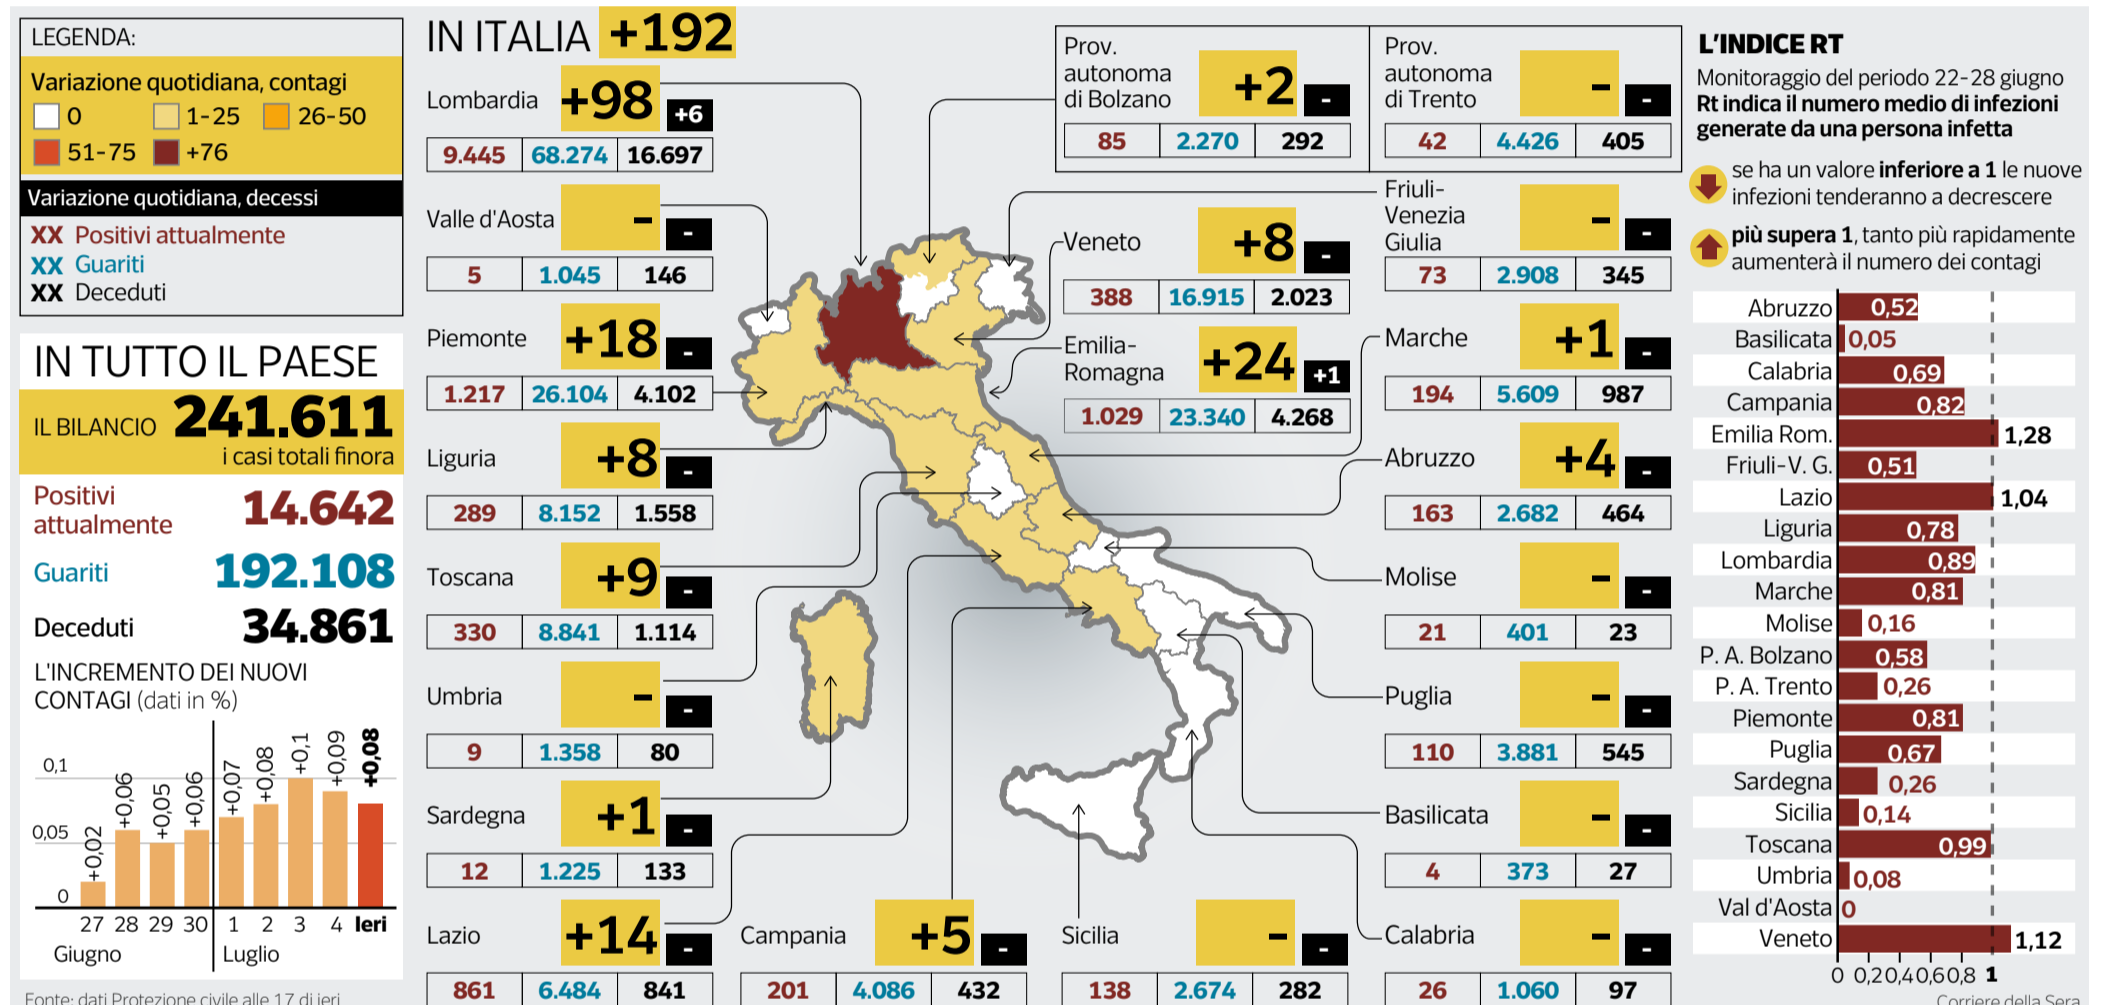 LEGENDA:
Variazione quotidiana, contagi
0 1-25 26-50
51-75 +76
Variazione quotidiana, decessi
XX Positivi attualmente
XX Guariti
XX Deceduti
IN TUTTO IL PAESE
IL BILANCIO 241.611
i casi totali finora
Positivi
attualmente 14.642
Guariti 192.108
Deceduti 34.861
L'INCREMENTO DEI NUOVI
CONTAGI (dati in %)
0,1
0,05
0
+0,02 +0,06 +0,05 +0,06 +0,07 +0,08 +0,1 +0,09 +0,08
27 28 29 30 1 2 3 4 Ieri
Giugno Luglio
Fonte: dati Protezione civile alle 17 di ieri
IN ITALIA +192
Lombardia +98 +6
9.445 68.274 16.697
Valle d'Aosta - -
5 1.045 146
Piemonte +18 -
1.217 26.104 4.102
Liguria +8 -
289 8.152 1.558
Toscana +9 -
330 8.841 1.114
Umbria - -
9 1.358 80
Sardegna +1 -
12 1.225 133
Lazio +14 -
861 6.484 841
Campania +5 -
201 4.086 432
Sicilia - -
138 2.674 282
Prov.
autonoma
di Bolzano +2 -
85 2.270 292
Prov.
autonoma
di Trento - -
42 4.426 405
Veneto +8 -
388 16.915 2.023
Emilia-
Romagna +24 +1
1.029 23.340 4.268
Friuli-
Venezia
Giulia - -
73 2.908 345
Marche +1 -
194 5.609 987
Abruzzo +4 -
163 2.682 464
Molise - -
21 401 23
Puglia - -
110 3.881 545
Basilicata - -
4 373 27
Calabria - -
26 1.060 97
L'INDICE RT
Monitoraggio del periodo 22-28 giugno
Rt indica il numero medio di infezioni
generate da una persona infetta
se ha un valore inferiore a 1 le nuove
infezioni tenderanno a decrescere
più supera 1, tanto più rapidamente
aumenterà il numero dei contagi
Abruzzo 0,52
Basilicata 0,05
Calabria 0,69
Campania 0,82
Emilia Rom. 1,28
Friuli-V. G. 0,51
Lazio 1,04
Liguria 0,78
Lombardia 0,89
Marche 0,81
Molise 0,16
P. A. Bolzano 0,58
P. A. Trento 0,26
Piemonte 0,81
Puglia 0,67
Sardegna 0,26
Sicilia 0,14
Toscana 0,99
Umbria 0,08
Val d'Aosta 0
Veneto 1,12
0 0,2 0,4 0,6 0,8 1
Corriere della Sera